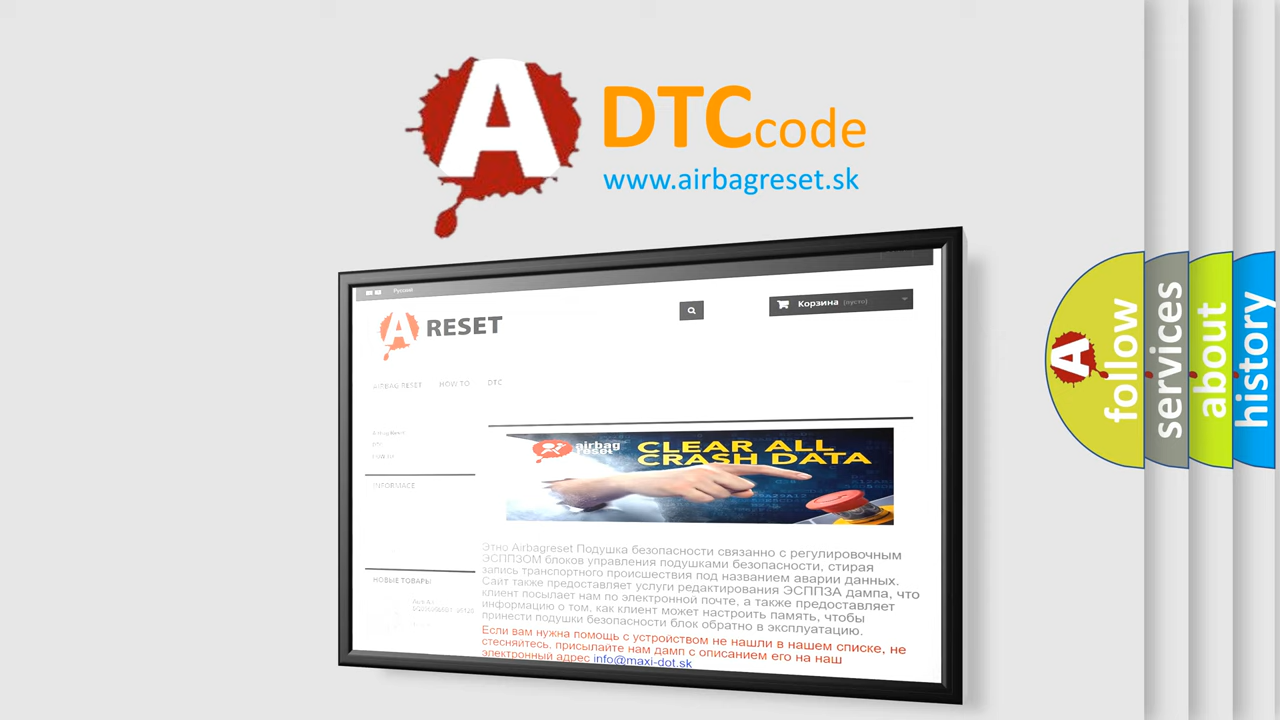 A
DTCcode
www.airbagreset.sk
Русский
Корзина (пусто)
A RESET
AIRBAG RESET HOW TO DTC
DTC
INFORMACE
НОВЫЕ ТОВАРЫ
airbag
reset
CLEAR ALL
CRASH DATA
Этно Airbagreset Подушка безопасности связанно с регулировочным
ЭСППЗОМ блоков управления подушками безопасности, стирая
запись транспортного происшествия под названием аварии данных.
Сайт также предоставляет услуги редактирования ЭСППЗА дампа, что
клиент посылает нам по электронной почте, а также предоставляет
информацию о том, как клиент может настроить память, чтобы
принести подушки безопасности блок обратно в эксплуатацию.
Если вам нужна помощь с устройством не нашли в нашем списке, не
стесняйтесь, присылайте нам дамп с описанием его на наш
электронный адрес info@maxi-dot.sk
A
follow
services
about
history